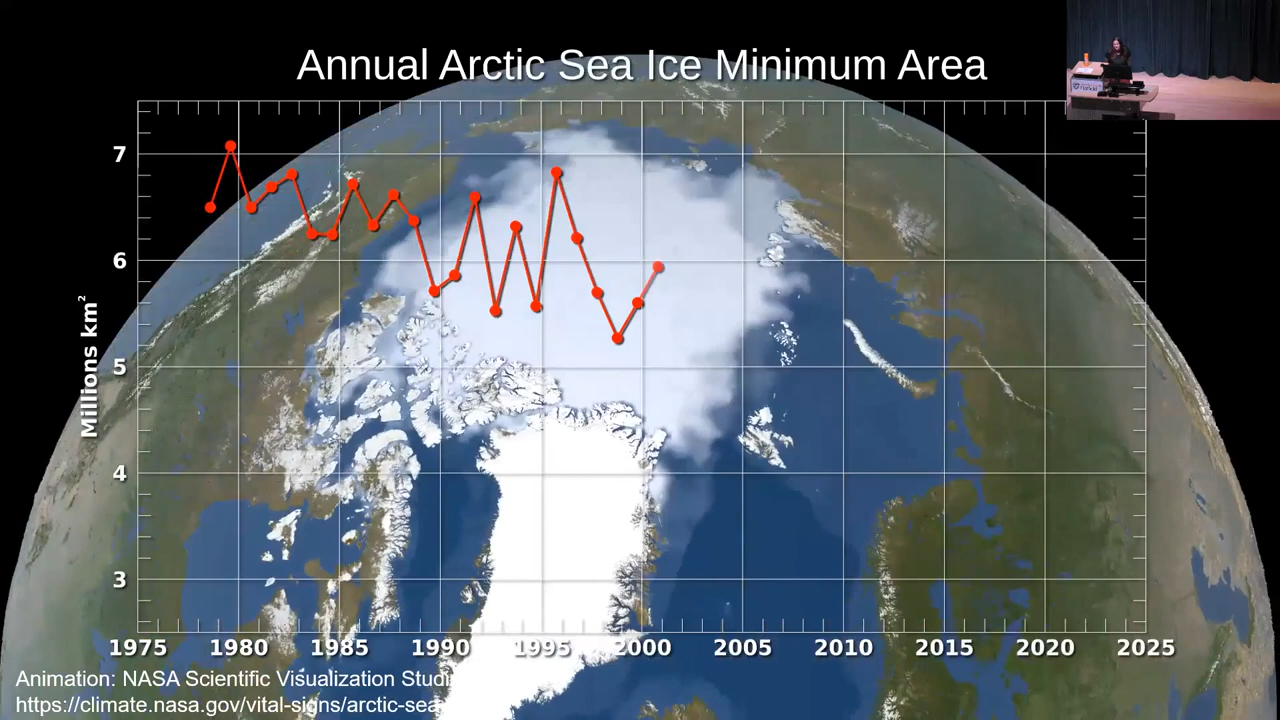 Annual Arctic Sea Ice Minimum Area
7
6
5
4
3
Millions km²
1975 1980 1985 1990 1995 2000 2005 2010 2015 2020 2025
Animation: NASA Scientific Visualization Studi
https://climate.nasa.gov/vital-signs/arctic-sea-